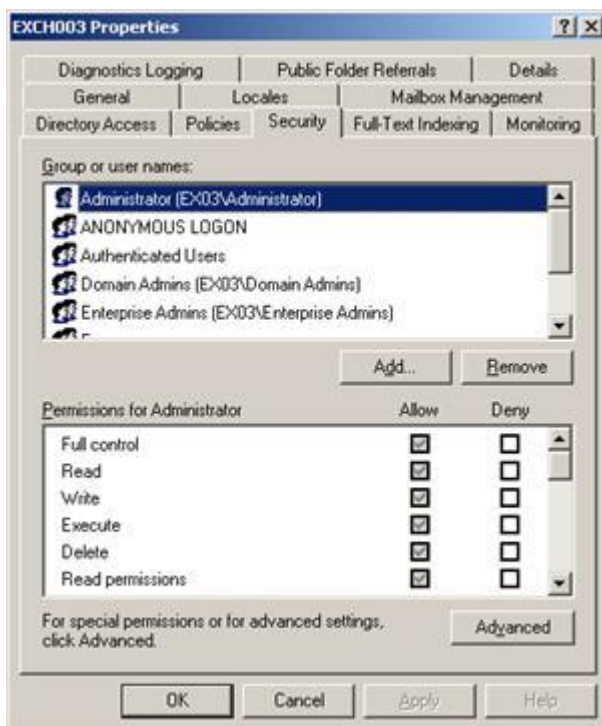 EXCH003 Properties
Diagnostics Logging Public Folder Referrals Details
General Locales Mailbox Management
Directory Access Policies Security Full-Text Indexing Monitoring
Group or user names:
Administrator (EX03\Administrator)
ANONYMOUS LOGON
Authenticated Users
Domain Admins (EX03\Domain Admins)
Enterprise Admins (EX03\Enterprise Admins)
Add... Remove
Permissions for Administrator Allow Deny
Full control
Read
Write
Execute
Delete
Read permissions
For special permissions or for advanced settings,
click Advanced.
Advanced
OK Cancel Apply Help